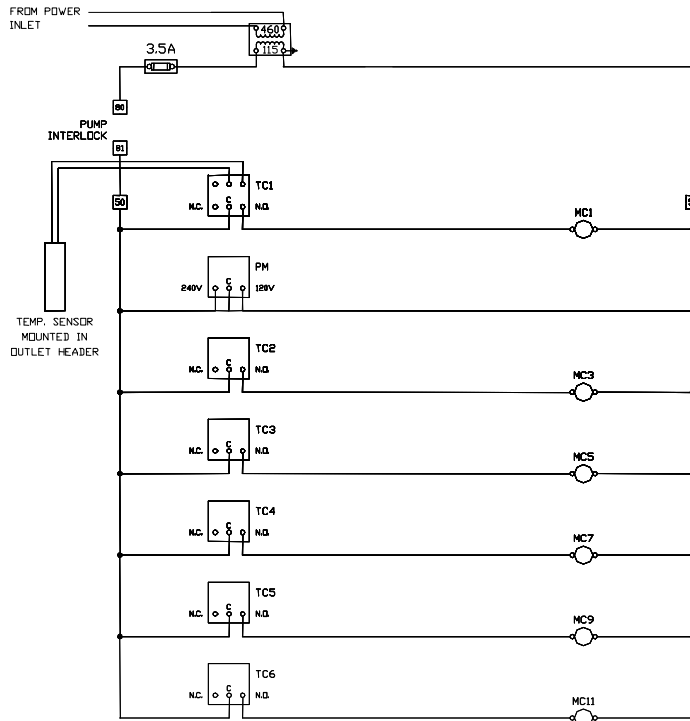 FROM POWER
INLET
460
115
3.5A
80
PUMP
INTERLOCK
81
TC1
50
N.C. C N.O.
MC1
PM
240V C 120V
TEMP. SENSOR
MOUNTED IN
OUTLET HEADER
TC2
N.C. C N.O.
MC3
TC3
N.C. C N.O.
MC5
TC4
N.C. C N.O.
MC7
TC5
N.C. C N.O.
MC9
TC6
N.C. C N.O.
MC11